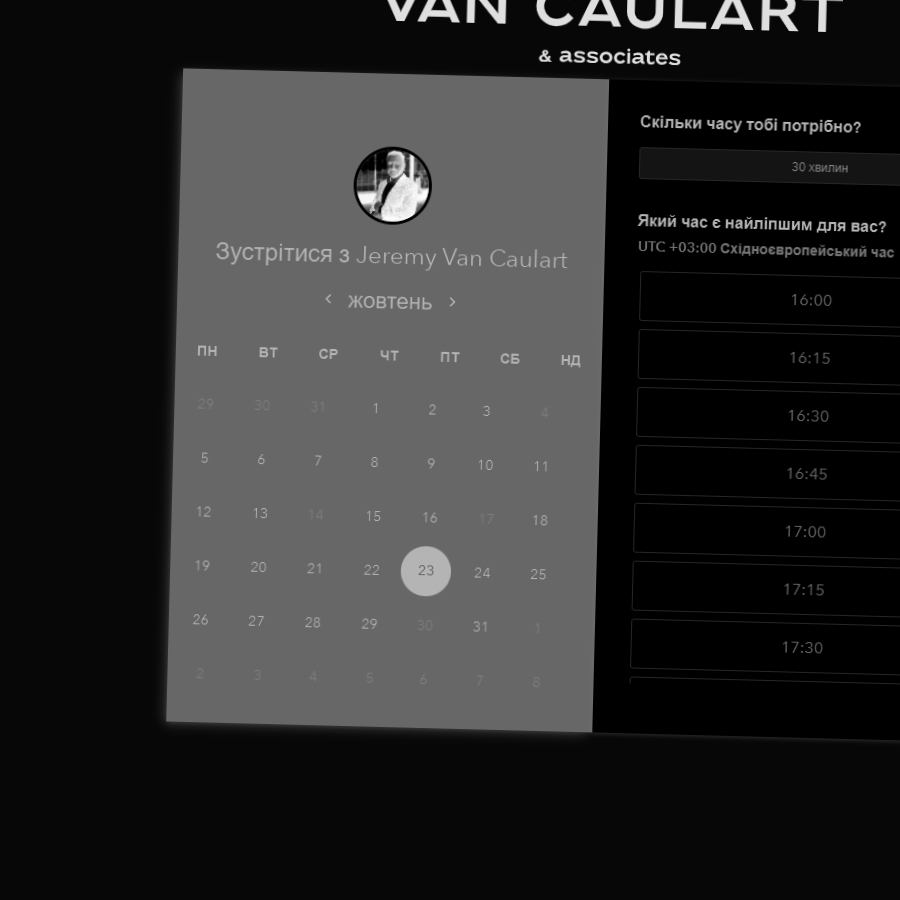 VAN CAULART
& associates
Зустрітися з Jeremy Van Caulart
‹ жовтень ›
ПН ВТ СР ЧТ ПТ СБ НД
29 30 31 1 2 3 4
5 6 7 8 9 10 11
12 13 14 15 16 17 18
19 20 21 22 23 24 25
26 27 28 29 30 31 1
2 3 4 5 6 7 8
Скільки часу тобі потрібно?
30 хвилин
Який час є найліпшим для вас?
UTC +03:00 Східноєвропейський час
16:00
16:15
16:30
16:45
17:00
17:15
17:30